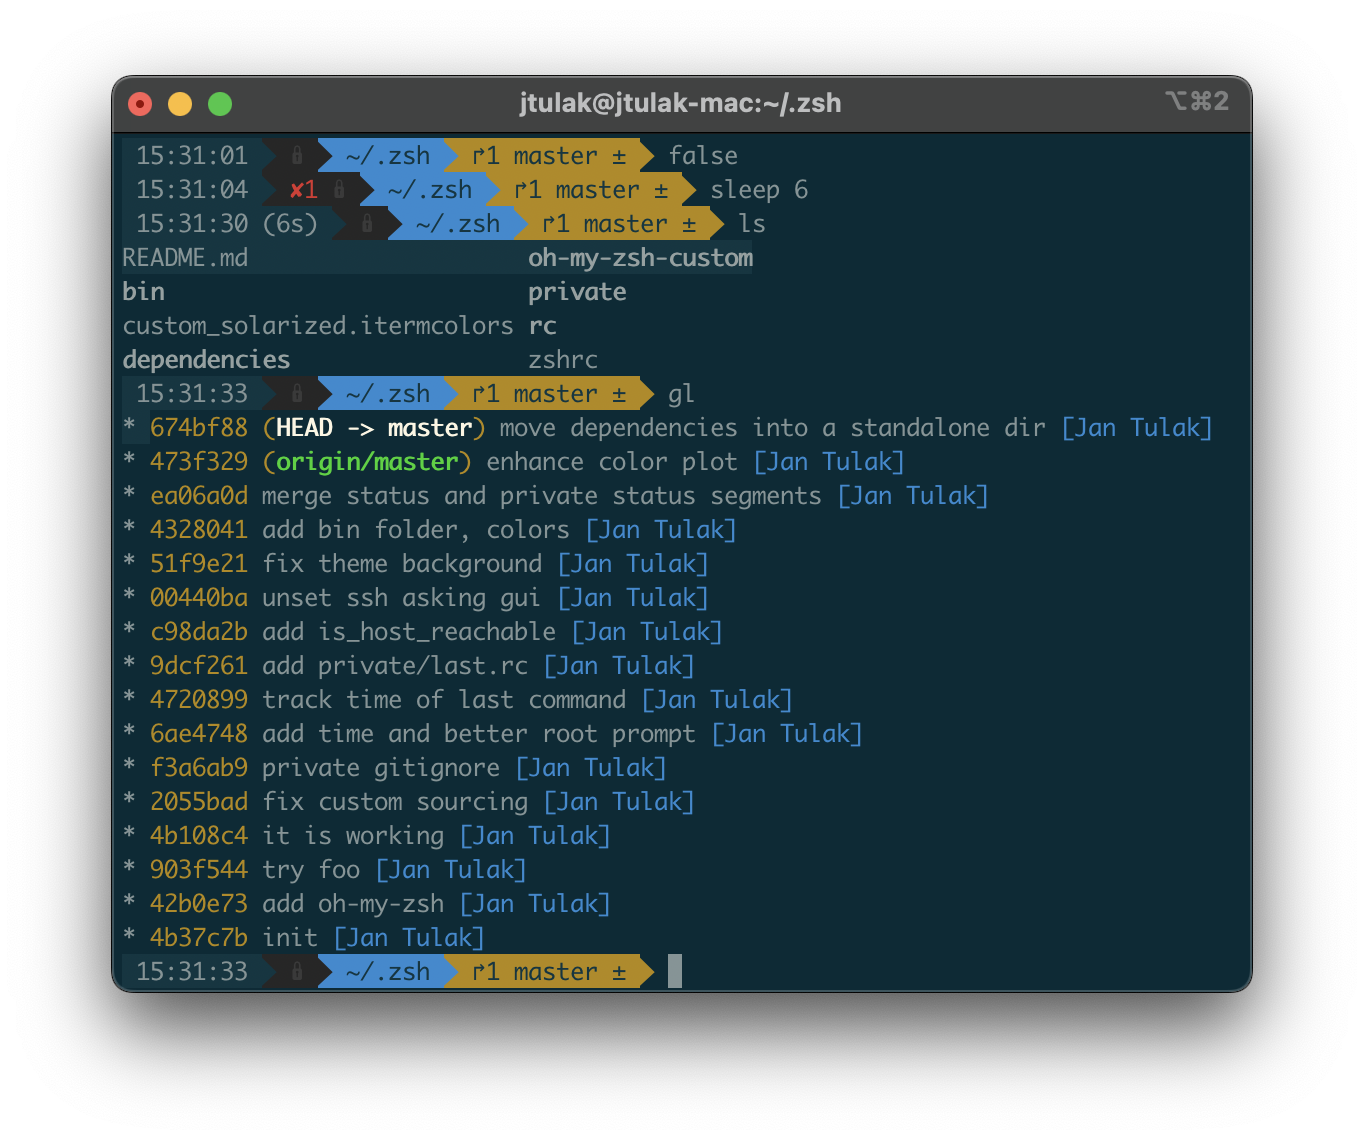 jtulak@jtulak-mac:~/.zsh ⌥⌘2
15:31:01 ~/.zsh ↱1 master ± false
15:31:04 ✘1 ~/.zsh ↱1 master ± sleep 6
15:31:30 (6s) ~/.zsh ↱1 master ± ls
README.md oh-my-zsh-custom
bin private
custom_solarized.itermcolors rc
dependencies zshrc
15:31:33 ~/.zsh ↱1 master ± gl
* 674bf88 (HEAD -> master) move dependencies into a standalone dir [Jan Tulak]
* 473f329 (origin/master) enhance color plot [Jan Tulak]
* ea06a0d merge status and private status segments [Jan Tulak]
* 4328041 add bin folder, colors [Jan Tulak]
* 51f9e21 fix theme background [Jan Tulak]
* 00440ba unset ssh asking gui [Jan Tulak]
* c98da2b add is_host_reachable [Jan Tulak]
* 9dcf261 add private/last.rc [Jan Tulak]
* 4720899 track time of last command [Jan Tulak]
* 6ae4748 add time and better root prompt [Jan Tulak]
* f3a6ab9 private gitignore [Jan Tulak]
* 2055bad fix custom sourcing [Jan Tulak]
* 4b108c4 it is working [Jan Tulak]
* 903f544 try foo [Jan Tulak]
* 42b0e73 add oh-my-zsh [Jan Tulak]
* 4b37c7b init [Jan Tulak]
15:31:33 ~/.zsh ↱1 master ±